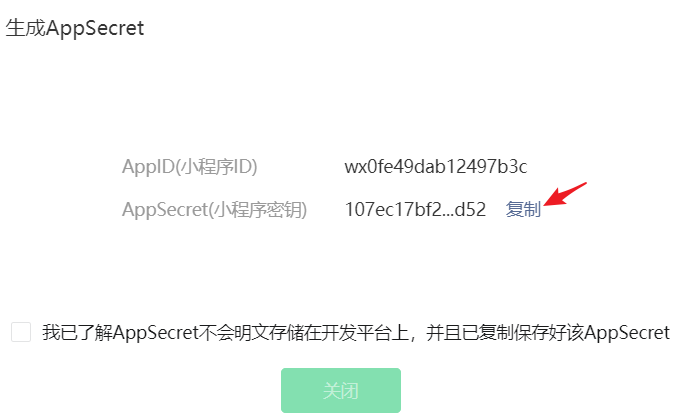 生成AppSecret
AppID(小程序ID) wx0fe49dab12497b3c
AppSecret(小程序密钥) 107ec17bf2...d52 复制
我已了解AppSecret不会明文存储在开发平台上，并且已复制保存好该AppSecret
关闭